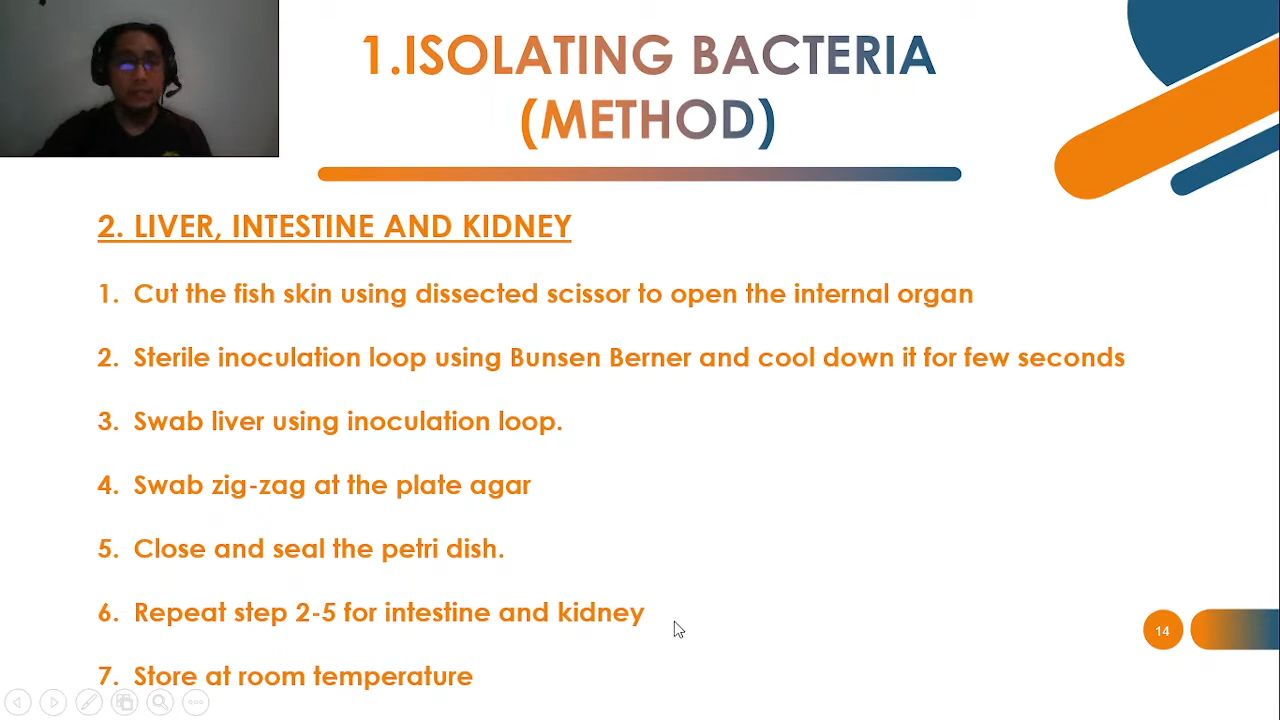 1.ISOLATING BACTERIA
(METHOD)
2. LIVER, INTESTINE AND KIDNEY
1. Cut the fish skin using dissected scissor to open the internal organ
2. Sterile inoculation loop using Bunsen Berner and cool down it for few seconds
3. Swab liver using inoculation loop.
4. Swab zig-zag at the plate agar
5. Close and seal the petri dish.
6. Repeat step 2-5 for intestine and kidney
14
7. Store at room temperature